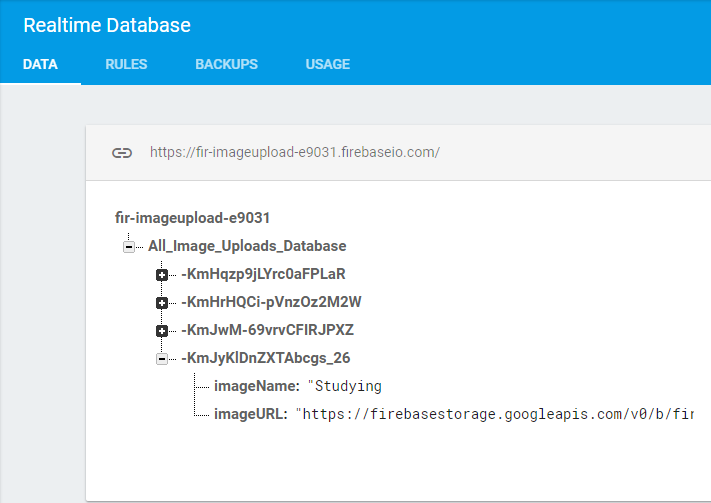 Realtime Database
DATA RULES BACKUPS USAGE
https://fir-imageupload-e9031.firebaseio.com/
fir-imageupload-e9031
All_Image_Uploads_Database
-KmHqzp9jLYrc0aFPLaR
-KmHrHQCi-pVnzOz2M2W
-KmJwM-69vrvCFIRJPXZ
-KmJyKlDnZXTAbcgs_26
imageName: "Studying
imageURL: "https://firebasestorage.googleapis.com/v0/b/fir